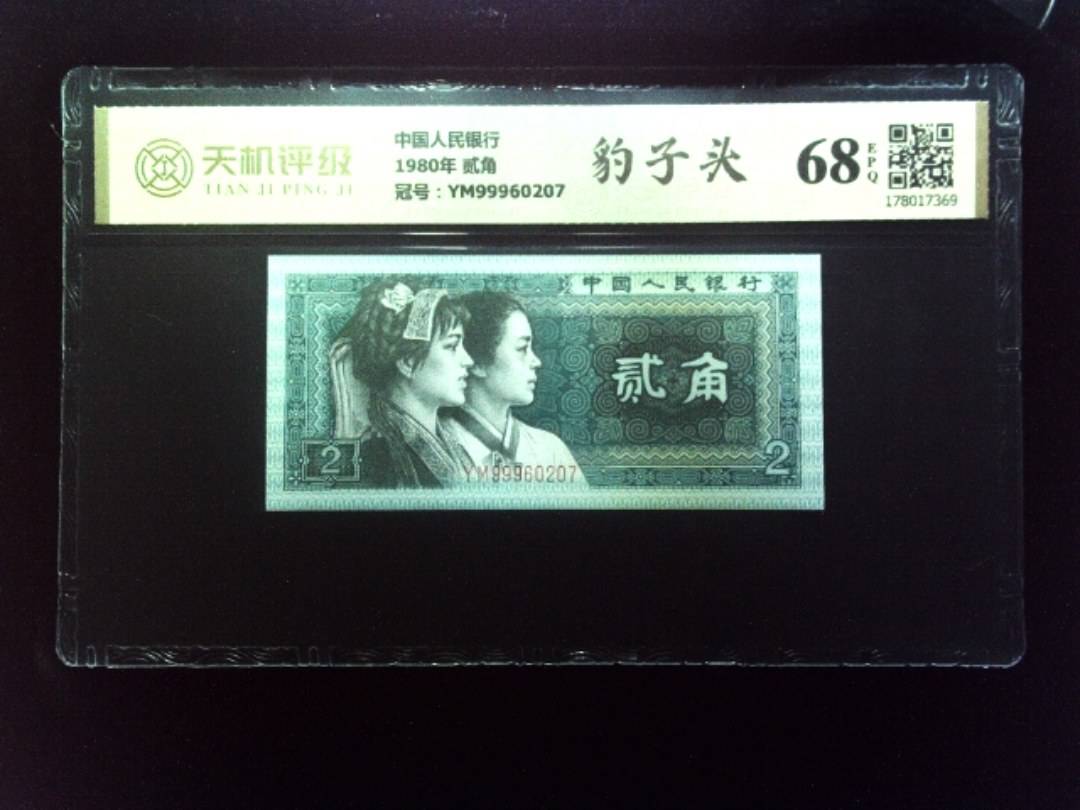 天机评级
TIAN JI PING JI
中国人民银行
1980年 贰角
冠号：YM99960207
豹子头
68
EPQ
178017369
中国人民银行
贰角
2
2
YM99960207